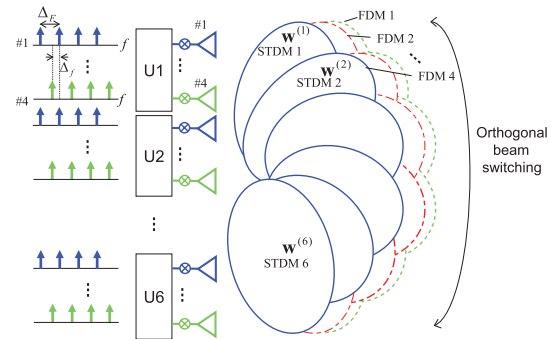 Δ_F
#1
f
⋮
Δ_f
#4
f
U1
#1
#4
U2
U6
w^(1)
STDM 1
w^(2)
STDM 2
w^(6)
STDM 6
FDM 1
FDM 2
FDM 4
Orthogonal
beam
switching